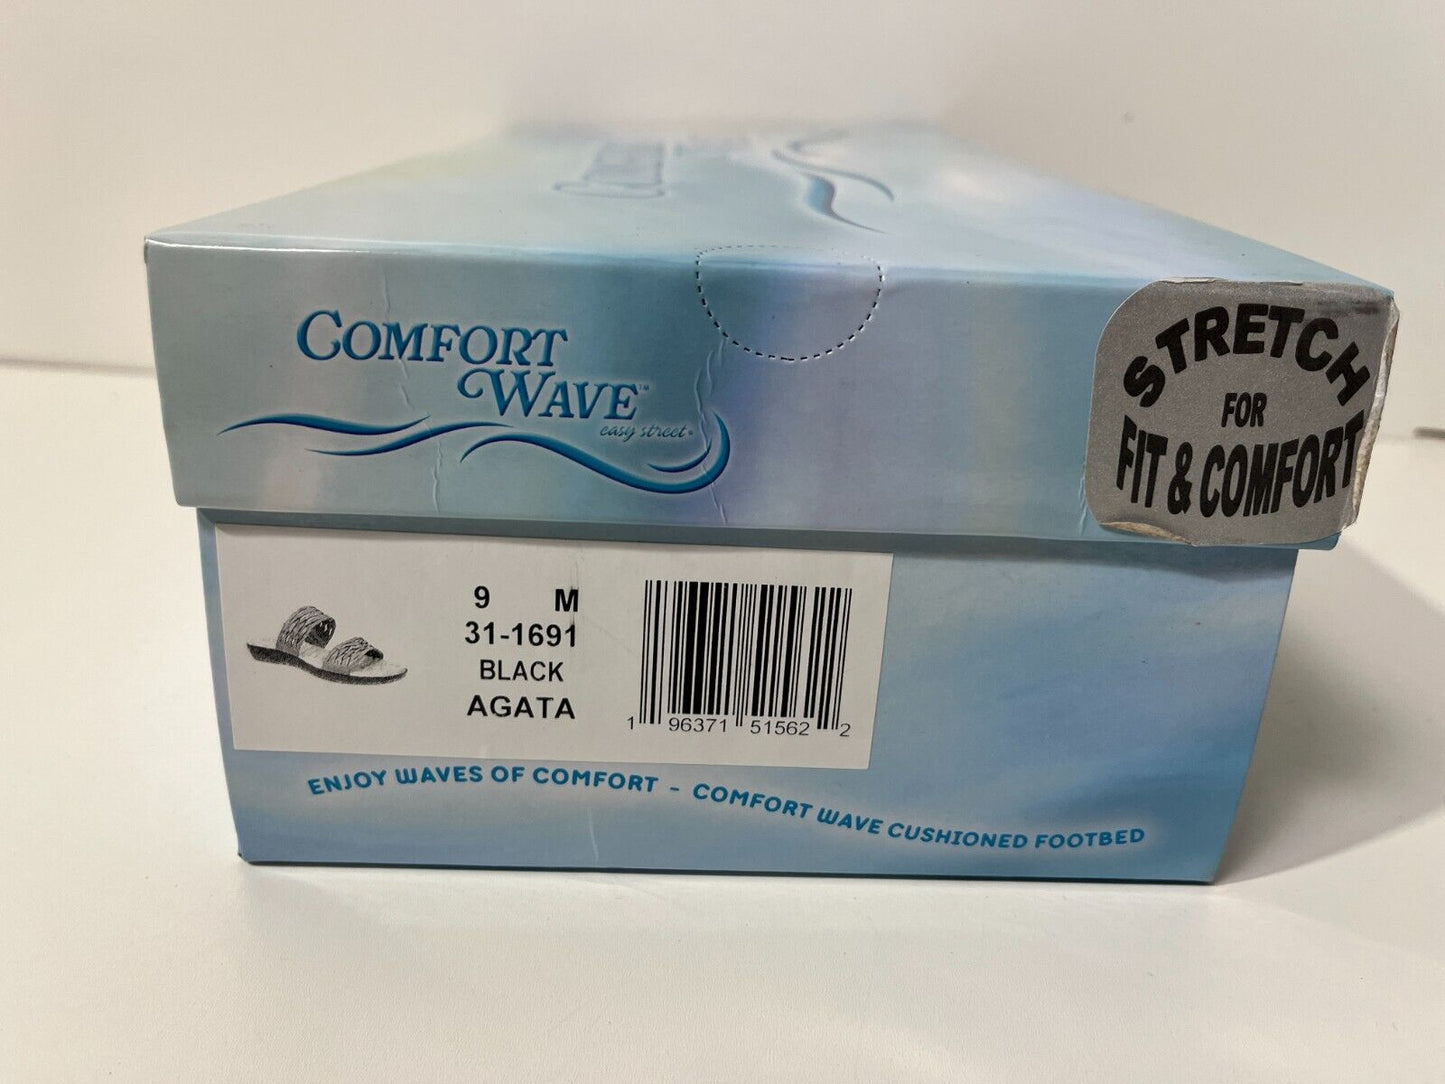 COMFORT
WAVE™
easy street®
STRETCH
FOR
FIT & COMFORT
9 M
31-1691
BLACK
AGATA
1 96371 51562 2
ENJOY WAVES OF COMFORT - COMFORT WAVE CUSHIONED FOOTBED